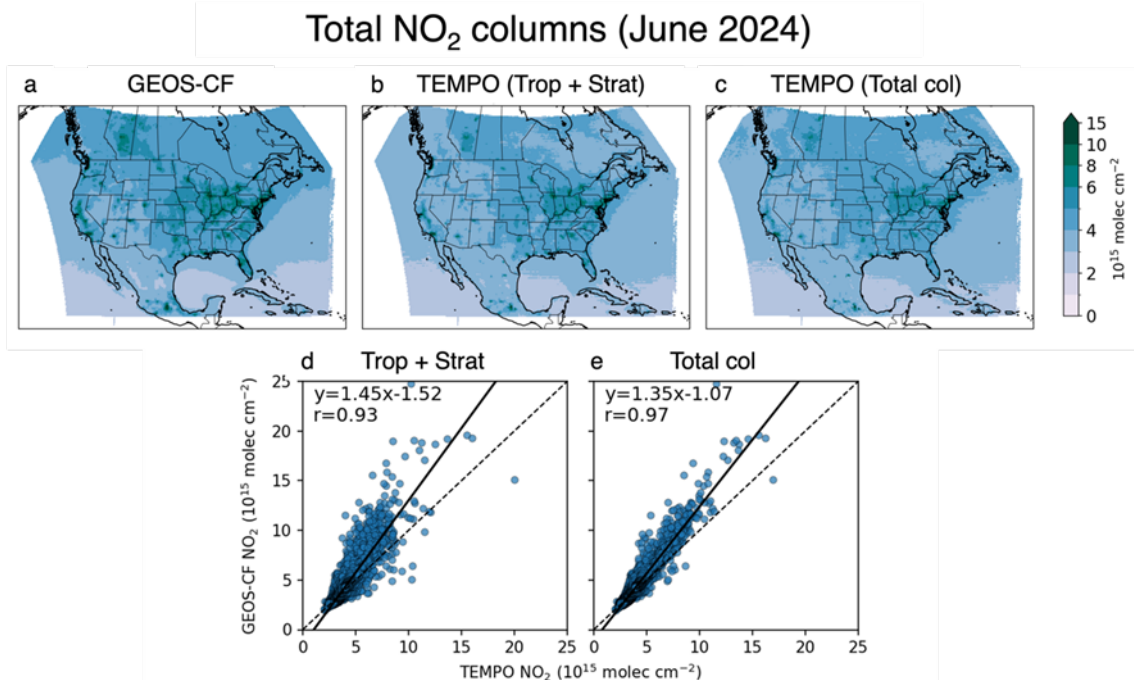 Total NO₂ columns (June 2024)
a GEOS-CF
b TEMPO (Trop + Strat)
c TEMPO (Total col)
15
10
8
6
4
2
0
10¹⁵ molec cm⁻²
d Trop + Strat
e Total col
y=1.45x-1.52
r=0.93
y=1.35x-1.07
r=0.97
GEOS-CF NO₂ (10¹⁵ molec cm⁻²)
25
20
15
10
5
0
0 5 10 15 20 25
0 5 10 15 20 25
TEMPO NO₂ (10¹⁵ molec cm⁻²)